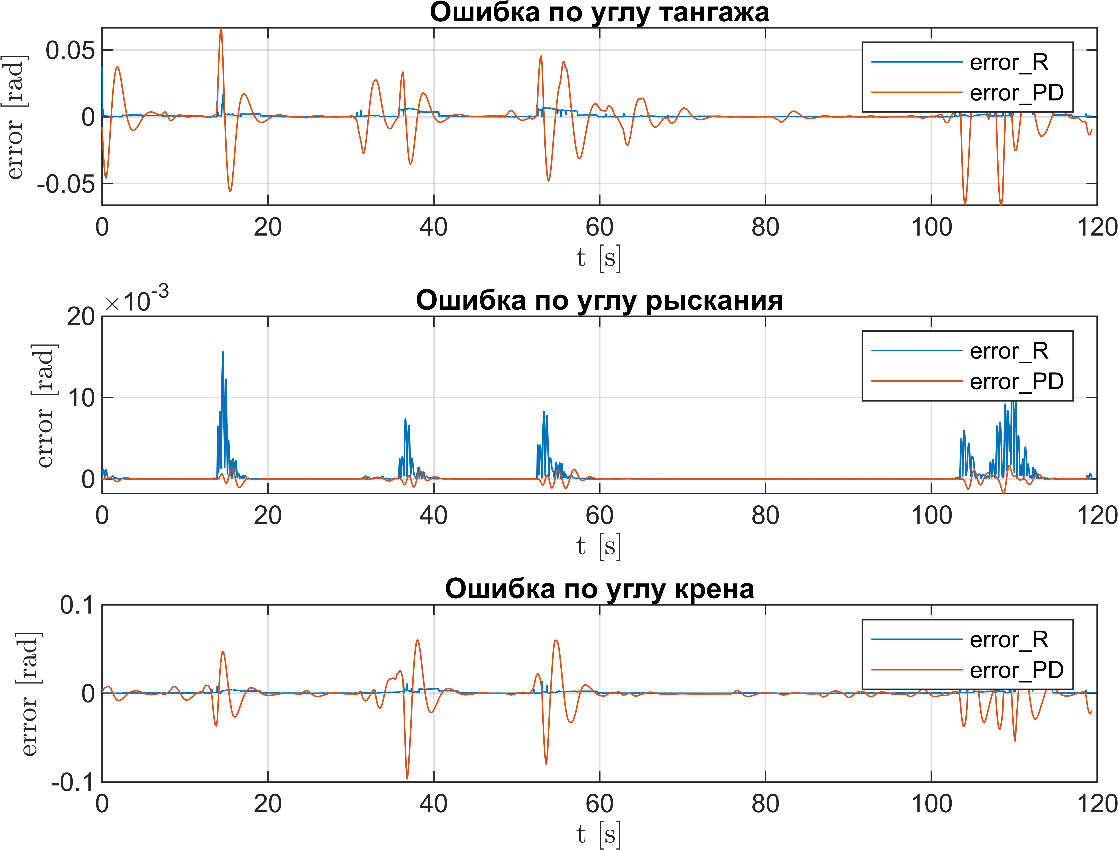 Ошибка по углу тангажа
error [rad]
0.05
0
-0.05
error_R
error_PD
0 20 40 60 80 100 120
t [s]
Ошибка по углу рыскания
×10-3
error [rad]
20
10
0
error_R
error_PD
0 20 40 60 80 100 120
t [s]
Ошибка по углу крена
error [rad]
0.1
0
-0.1
error_R
error_PD
0 20 40 60 80 100 120
t [s]